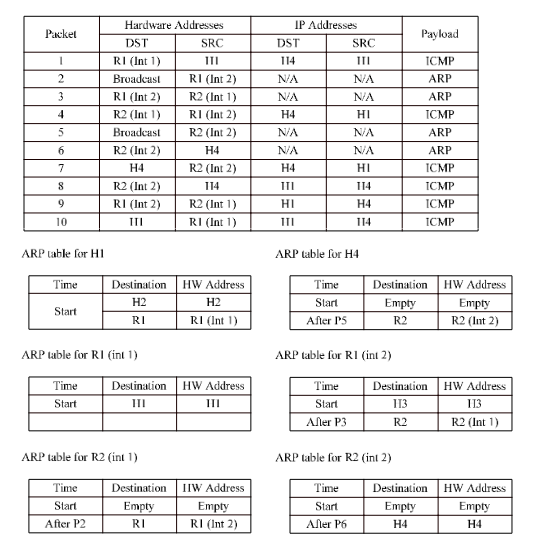 Packet Hardware Addresses IP Addresses Payload
DST SRC DST SRC
1 R1 (Int 1) H1 H4 H1 ICMP
2 Broadcast R1 (Int 2) N/A N/A ARP
3 R1 (Int 2) R2 (Int 1) N/A N/A ARP
4 R2 (Int 1) R1 (Int 2) H4 H1 ICMP
5 Broadcast R2 (Int 2) N/A N/A ARP
6 R2 (Int 2) H4 N/A N/A ARP
7 H4 R2 (Int 2) H4 H1 ICMP
8 R2 (Int 2) H4 H1 H4 ICMP
9 R1 (Int 2) R2 (Int 1) H1 H4 ICMP
10 H1 R1 (Int 1) H1 H4 ICMP
ARP table for H1
Time Destination HW Address
Start H2 H2
R1 R1 (Int 1)
ARP table for H4
Time Destination HW Address
Start Empty Empty
After P5 R2 R2 (Int 2)
ARP table for R1 (int 1)
Time Destination HW Address
Start H1 H1
ARP table for R1 (int 2)
Time Destination HW Address
Start H3 H3
After P3 R2 R2 (Int 1)
ARP table for R2 (int 1)
Time Destination HW Address
Start Empty Empty
After P2 R1 R1 (Int 2)
ARP table for R2 (int 2)
Time Destination HW Address
Start Empty Empty
After P6 H4 H4